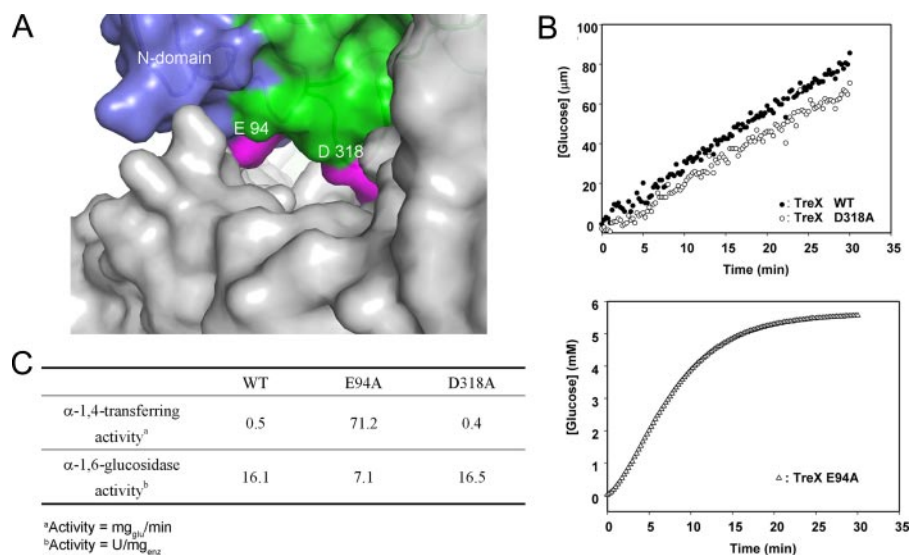 A
N-domain
E 94
D 318
B
[Glucose] (μm)
100
80
60
40
20
0
●: TreX WT
○: TreX D318A
0 5 10 15 20 25 30 35
Time (min)
[Glucose] (mM)
6
5
4
3
2
1
0
△: TreX E94A
0 5 10 15 20 25 30 35
Time (min)
C
WT E94A D318A
α-1,4-transferring
activityᵃ
0.5 71.2 0.4
α-1,6-glucosidase
activityᵇ
16.1 7.1 16.5
ᵃActivity = mg_glu/min
ᵇActivity = U/mg_enz